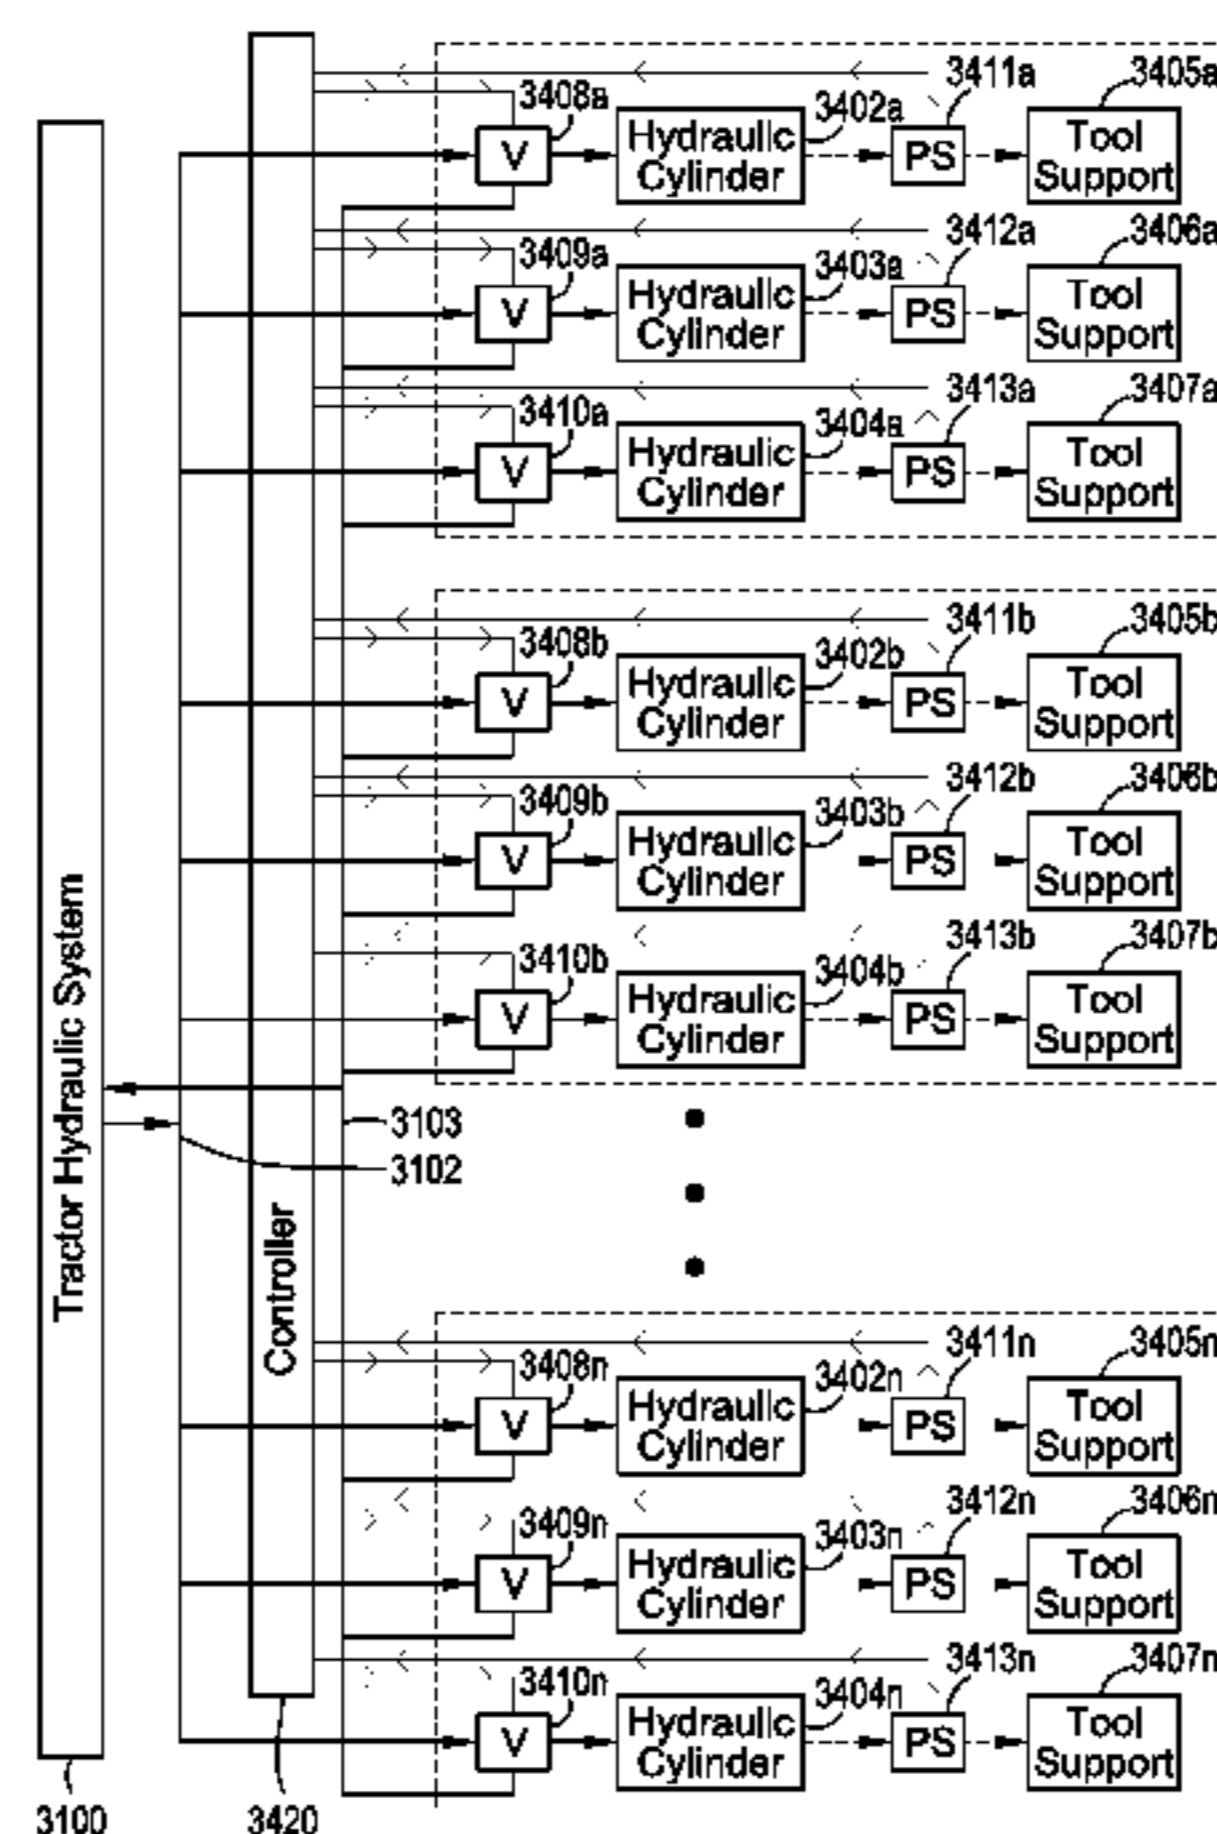 3411a
3405a
3408a
3402a
V
Hydraulic
Cylinder
PS
Tool
Support
3412a
3406a
3409a
3403a
V
Hydraulic
Cylinder
PS
Tool
Support
3413a
3407a
3410a
3404a
V
Hydraulic
Cylinder
PS
Tool
Support
3411b
3405b
3408b
3402b
V
Hydraulic
Cylinder
PS
Tool
Support
3412b
3406b
3409b
3403b
V
Hydraulic
Cylinder
PS
Tool
Support
3413b
3407b
3410b
3404b
V
Hydraulic
Cylinder
PS
Tool
Support
Tractor Hydraulic System
3103
3102
Controller
3411n
3405n
3408n
3402n
V
Hydraulic
Cylinder
PS
Tool
Support
3412n
3406n
3409n
3403n
V
Hydraulic
Cylinder
PS
Tool
Support
3413n
3407n
3410n
3404n
V
Hydraulic
Cylinder
PS
Tool
Support
3100
3420